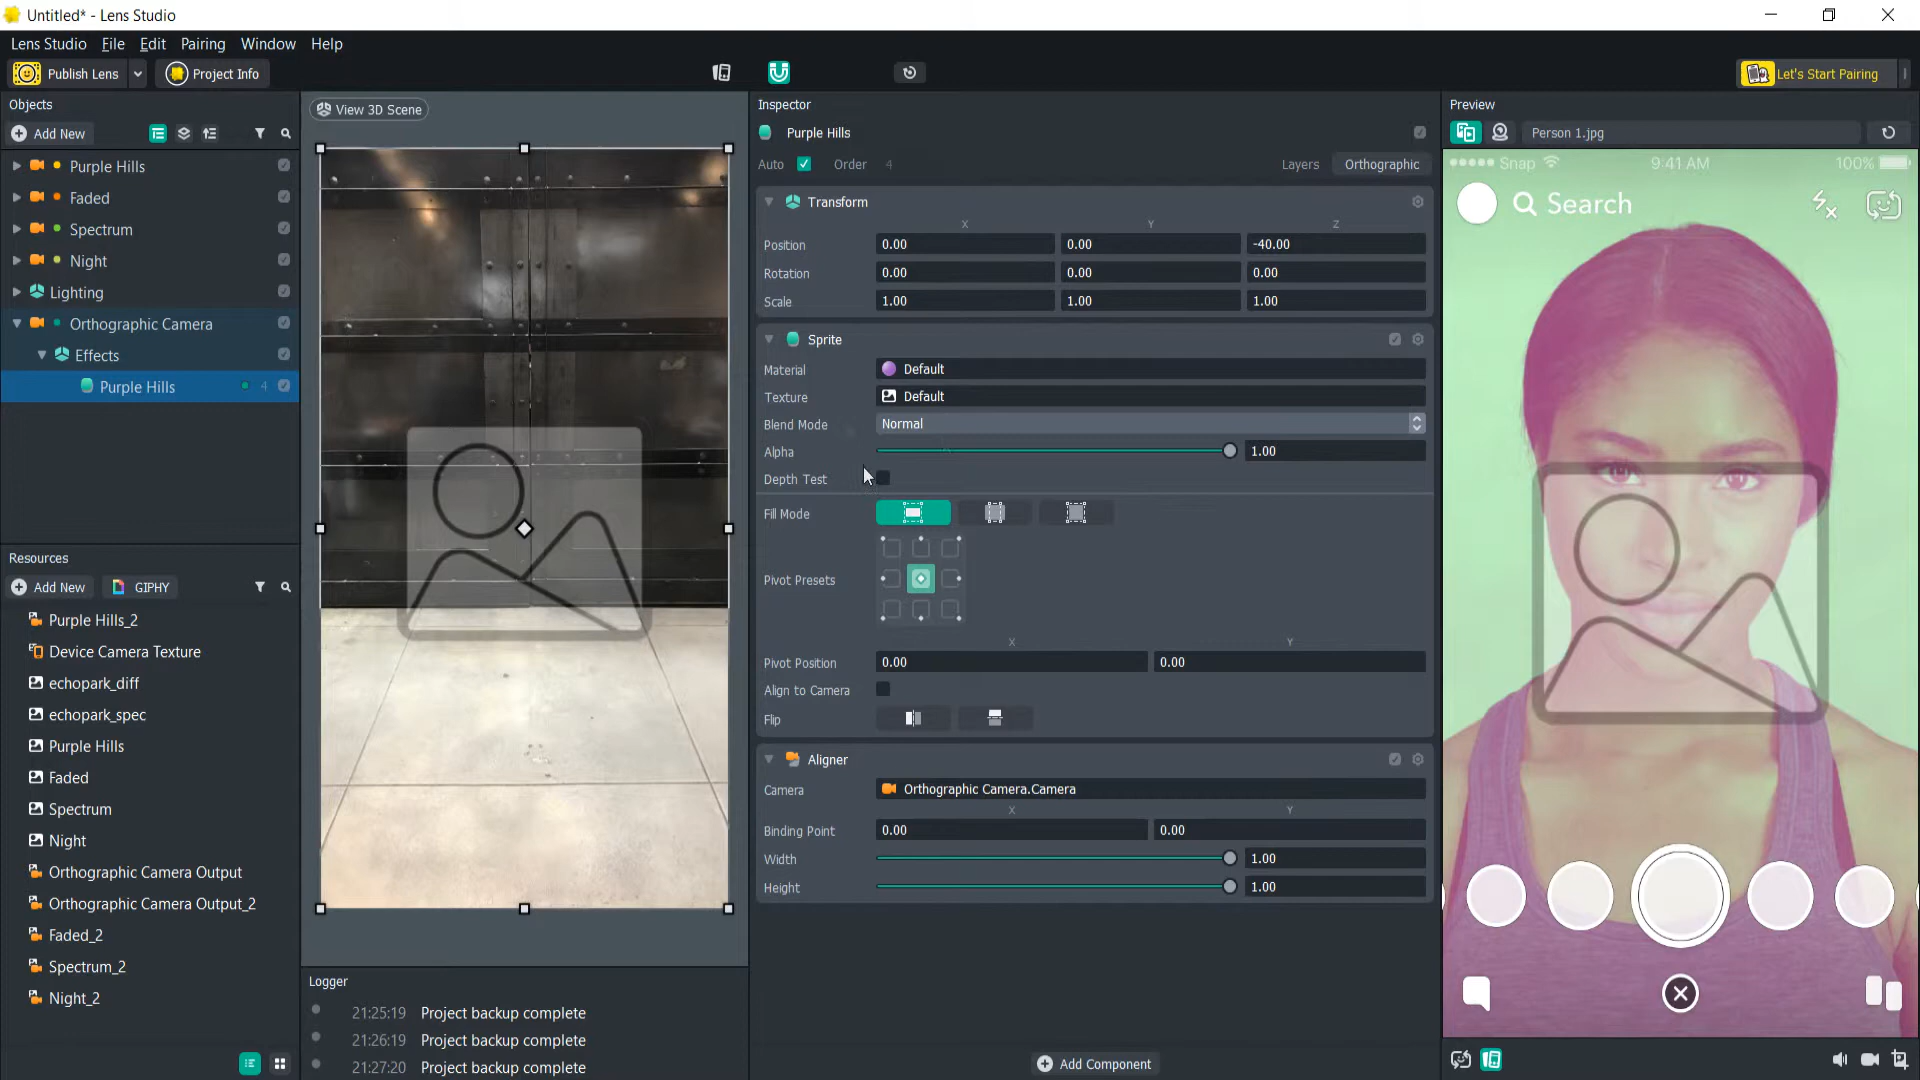 Untitled* - Lens Studio
Lens Studio File Edit Pairing Window Help
Publish Lens Project Info Let's Start Pairing
Objects
Add New
Purple Hills
Faded
Spectrum
Night
Lighting
Orthographic Camera
Effects
Purple Hills 4
Resources
Add New GIPHY
Purple Hills_2
Device Camera Texture
echopark_diff
echopark_spec
Purple Hills
Faded
Spectrum
Night
Orthographic Camera Output
Orthographic Camera Output_2
Faded_2
Spectrum_2
Night_2
View 3D Scene
Logger
21:25:19 Project backup complete
21:26:19 Project backup complete
21:27:20 Project backup complete
Inspector
Purple Hills
Auto Order 4 Layers Orthographic
Transform
X Y Z
Position 0.00 0.00 -40.00
Rotation 0.00 0.00 0.00
Scale 1.00 1.00 1.00
Sprite
Material Default
Texture Default
Blend Mode Normal
Alpha 1.00
Depth Test
Fill Mode
Pivot Presets
X Y
Pivot Position 0.00 0.00
Align to Camera
Flip
Aligner
Camera Orthographic Camera.Camera
X Y
Binding Point 0.00 0.00
Width 1.00
Height 1.00
Add Component
Preview
Person 1.jpg
Snap 9:41 AM 100%
Search